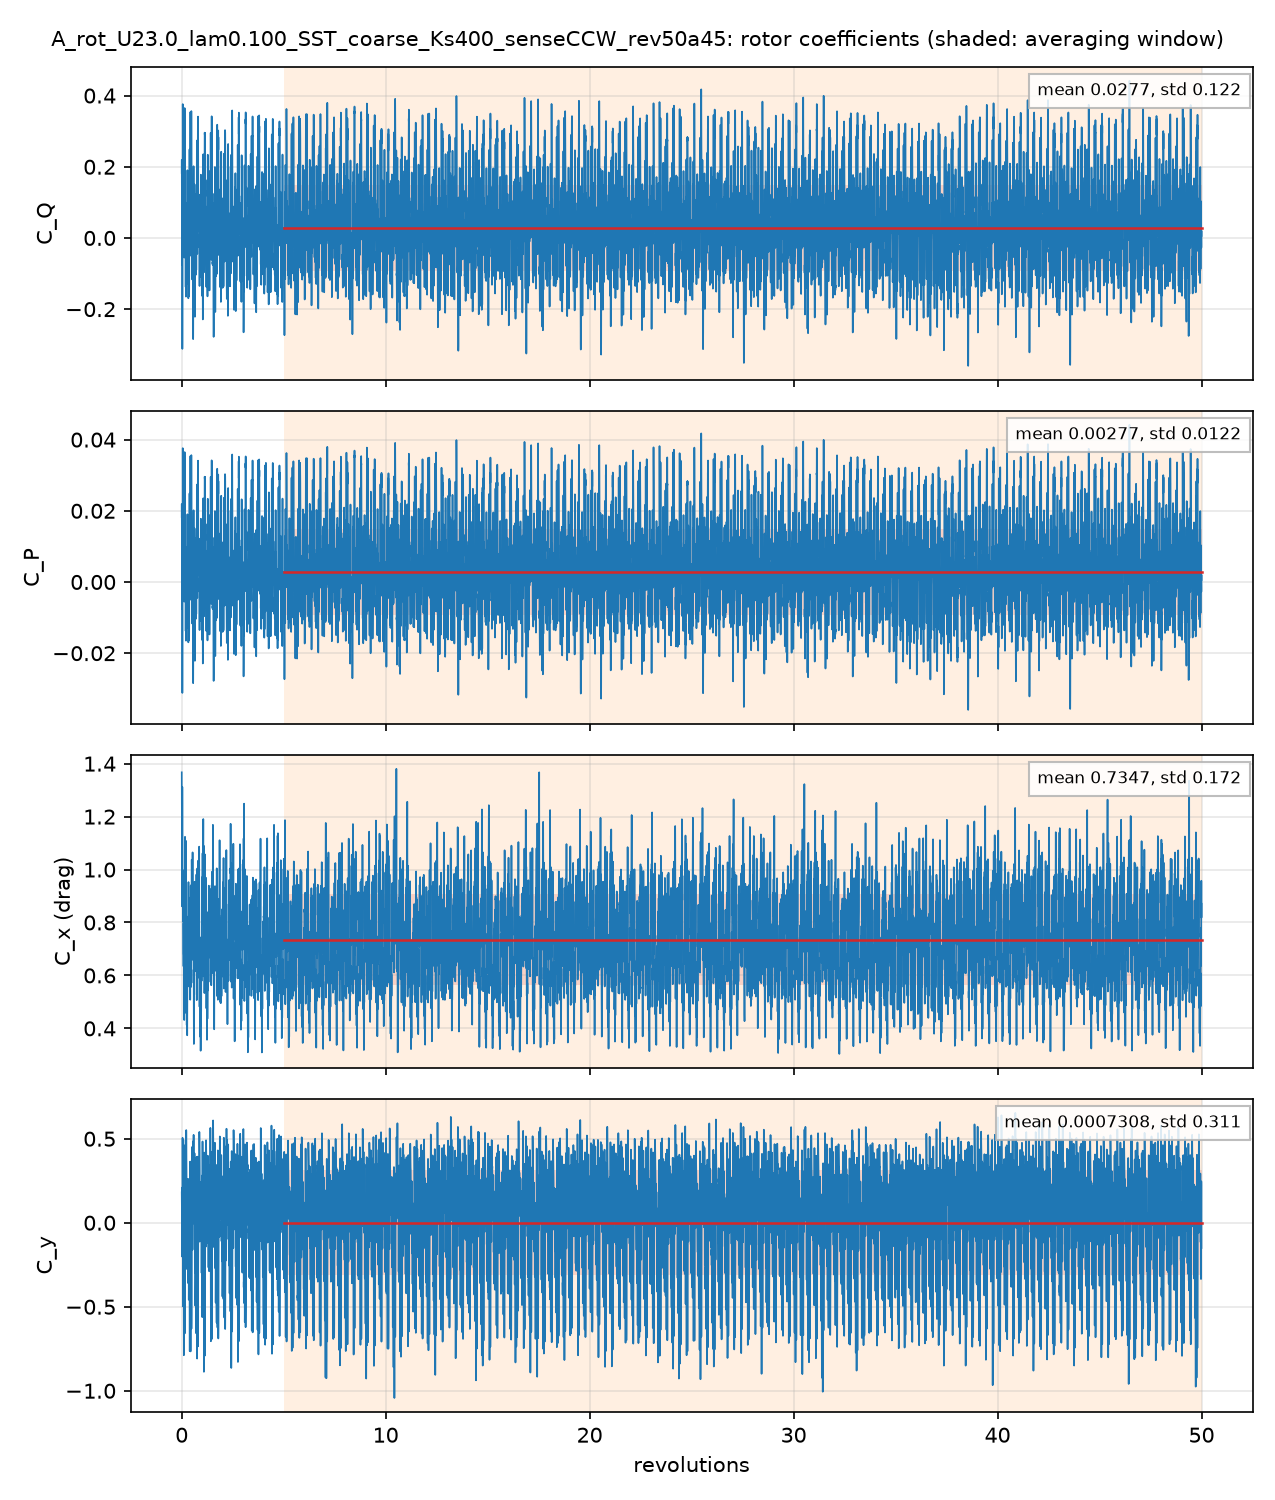 A_rot_U23.0_lam0.100_SST_coarse_Ks400_senseCCW_rev50a45: rotor coefficients (shaded: averaging window)
mean 0.0277, std 0.122
0.4
0.2
0.0
−0.2
C_Q
mean 0.00277, std 0.0122
0.04
0.02
0.00
−0.02
C_P
mean 0.7347, std 0.172
1.4
1.2
1.0
0.8
0.6
0.4
C_x (drag)
mean 0.0007308, std 0.311
0.5
0.0
−0.5
−1.0
C_y
0 10 20 30 40 50
revolutions